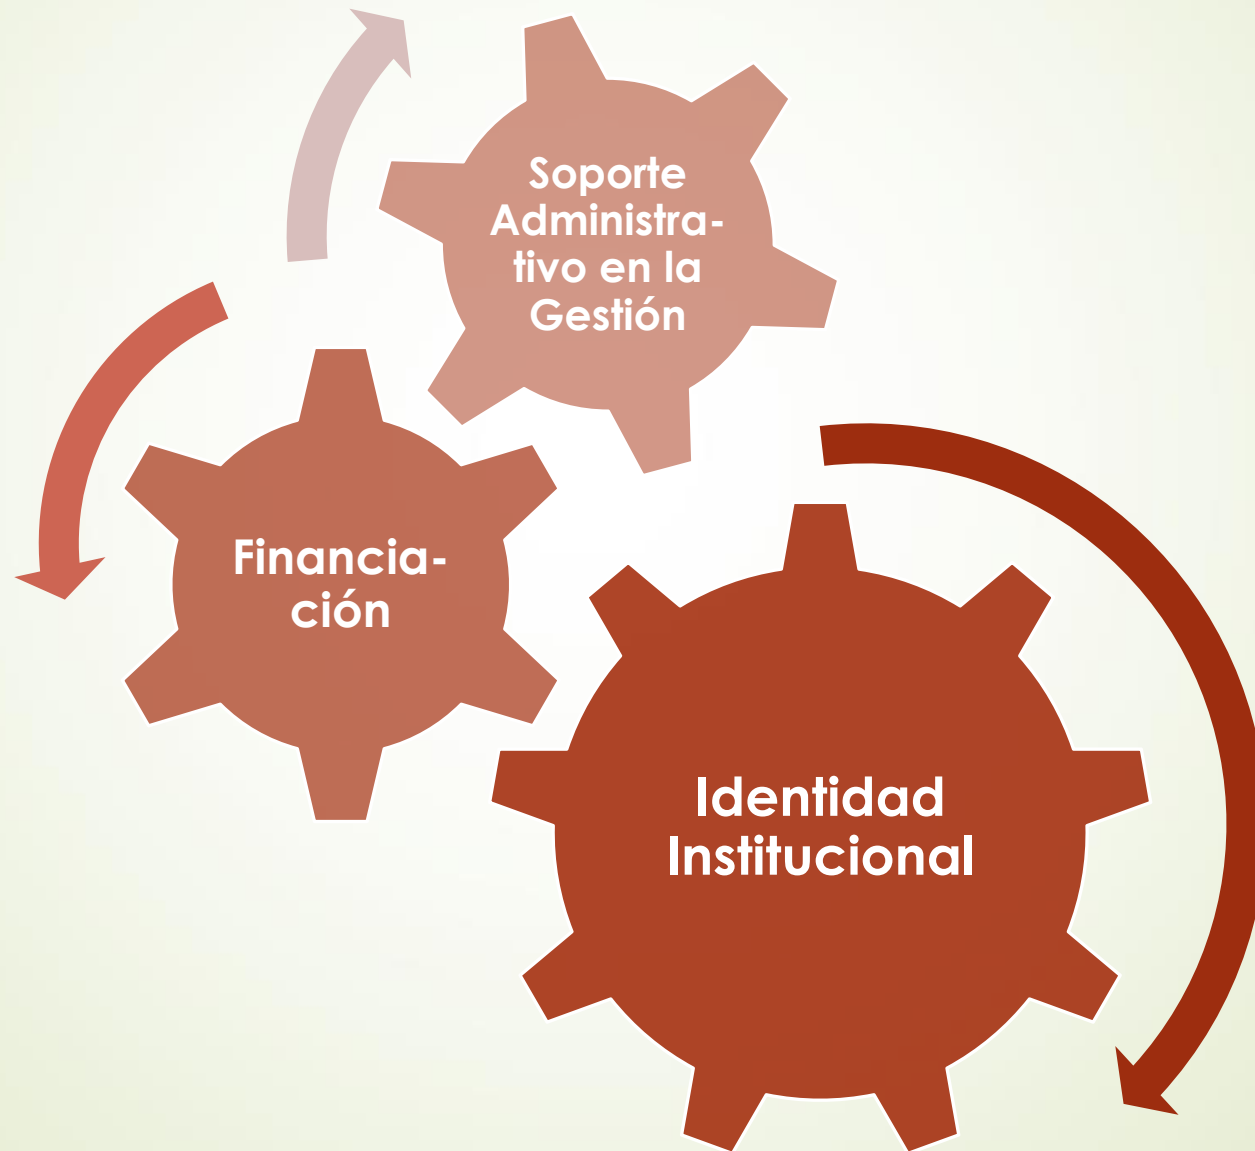 Soporte
Administra-
tivo en la
Gestión
Financia-
ción
Identidad
Institucional